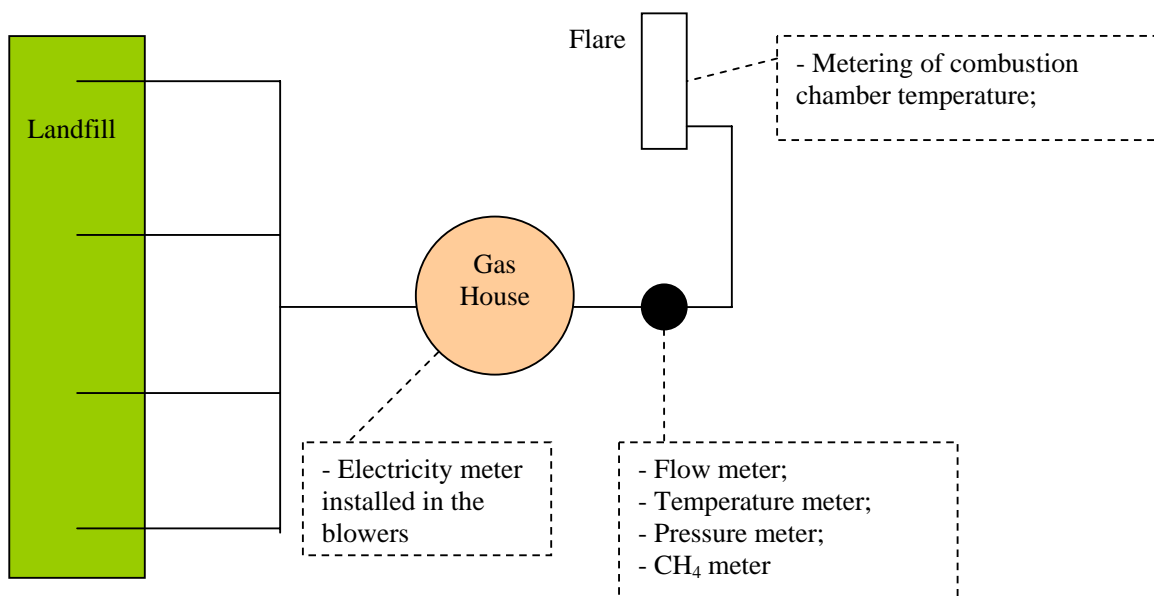 Flare
- Metering of combustion
chamber temperature;
Landfill
Gas
House
- Electricity meter
installed in the
blowers
- Flow meter;
- Temperature meter;
- Pressure meter;
- CH₄ meter